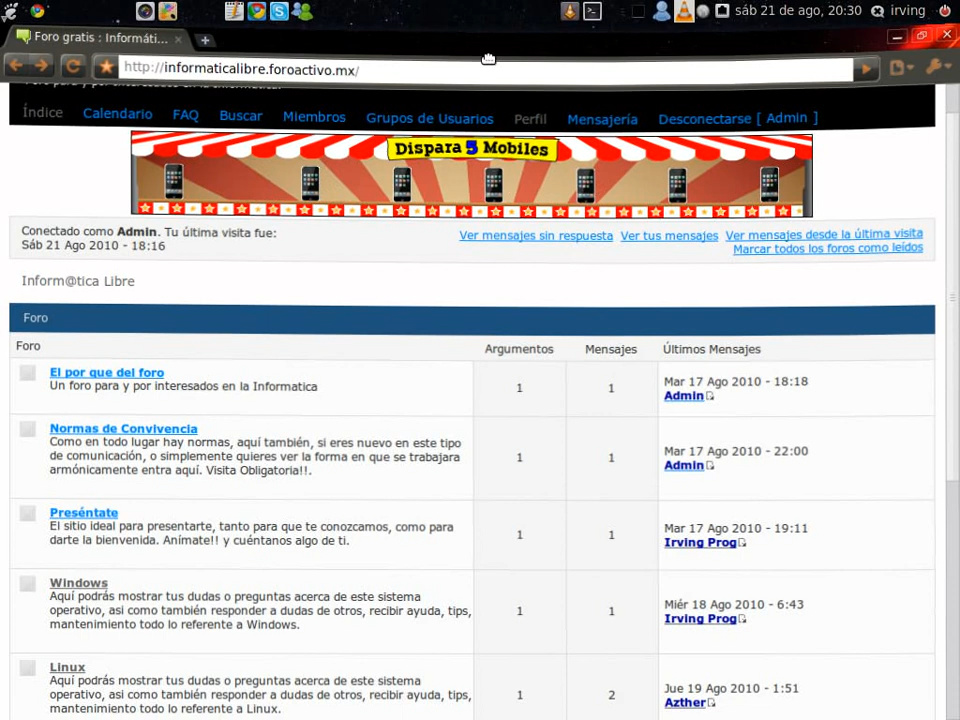 sáb 21 de ago, 20:30 irving
Foro gratis : Informáti...
http://informaticalibre.foroactivo.mx/
Índice Calendario FAQ Buscar Miembros Grupos de Usuarios Perfil Mensajería Desconectarse [ Admin ]
Dispara 5 Mobiles
Conectado como Admin. Tu última visita fue:
Sáb 21 Ago 2010 - 18:16
Ver mensajes sin respuesta Ver tus mensajes Ver mensajes desde la última visita
Marcar todos los foros como leídos
Inform@tica Libre
Foro
Foro Argumentos Mensajes Últimos Mensajes
El por que del foro
Un foro para y por interesados en la Informatica
1 1
Mar 17 Ago 2010 - 18:18
Admin
Normas de Convivencia
Como en todo lugar hay normas, aquí también, si eres nuevo en este tipo
de comunicación, o simplemente quieres ver la forma en que se trabajara
armónicamente entra aquí. Visita Obligatoria!!.
1 1
Mar 17 Ago 2010 - 22:00
Admin
Preséntate
El sitio ideal para presentarte, tanto para que te conozcamos, como para
darte la bienvenida. Anímate!! y cuéntanos algo de ti.
1 1
Mar 17 Ago 2010 - 19:11
Irving Prog
Windows
Aquí podrás mostrar tus dudas o preguntas acerca de este sistema
operativo, asi como también responder a dudas de otros, recibir ayuda, tips,
mantenimiento todo lo referente a Windows.
1 1
Miér 18 Ago 2010 - 6:43
Irving Prog
Linux
Aquí podrás mostrar tus dudas o preguntas acerca de este sistema
operativo, asi como también responder a dudas de otros, recibir ayuda, tips,
mantenimiento todo lo referente a Linux.
1 2
Jue 19 Ago 2010 - 1:51
Azther